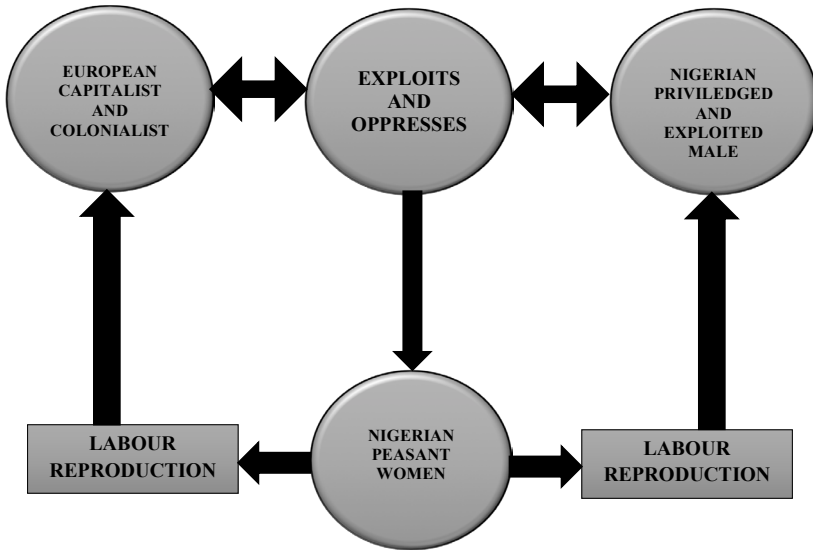 EUROPEAN
CAPITALIST
AND
COLONIALIST
EXPLOITS
AND
OPPRESSES
NIGERIAN
PRIVILEDGED
AND
EXPLOITED
MALE
LABOUR
REPRODUCTION
NIGERIAN
PEASANT
WOMEN
LABOUR
REPRODUCTION